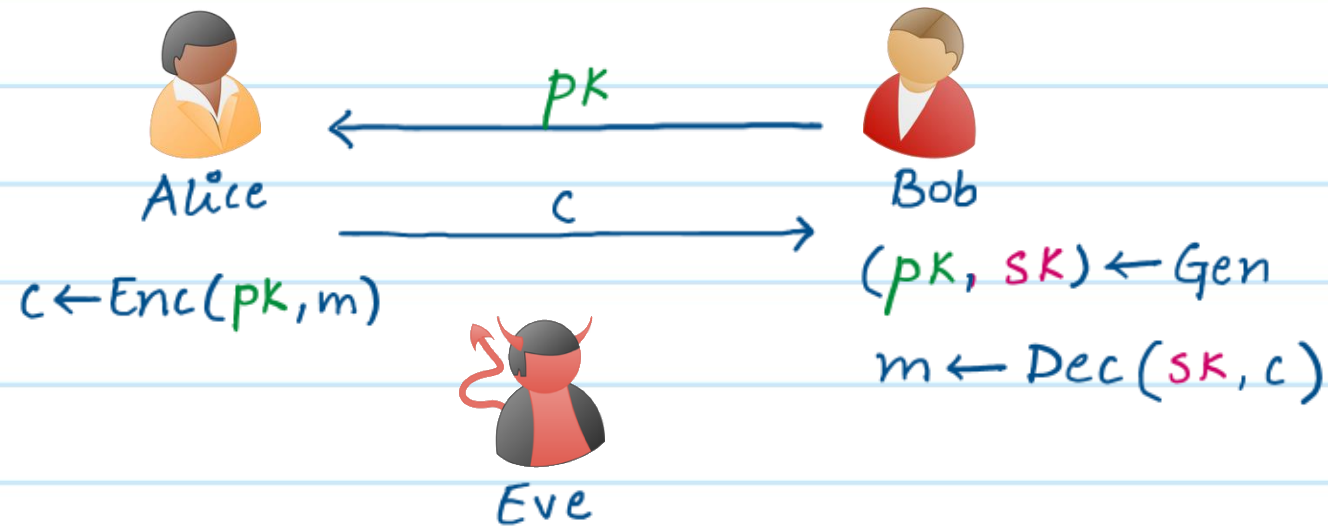 pk
Alice
Bob
c
(pk, sk) ← Gen
c ← Enc(pk, m)
m ← Dec(sk, c)
Eve